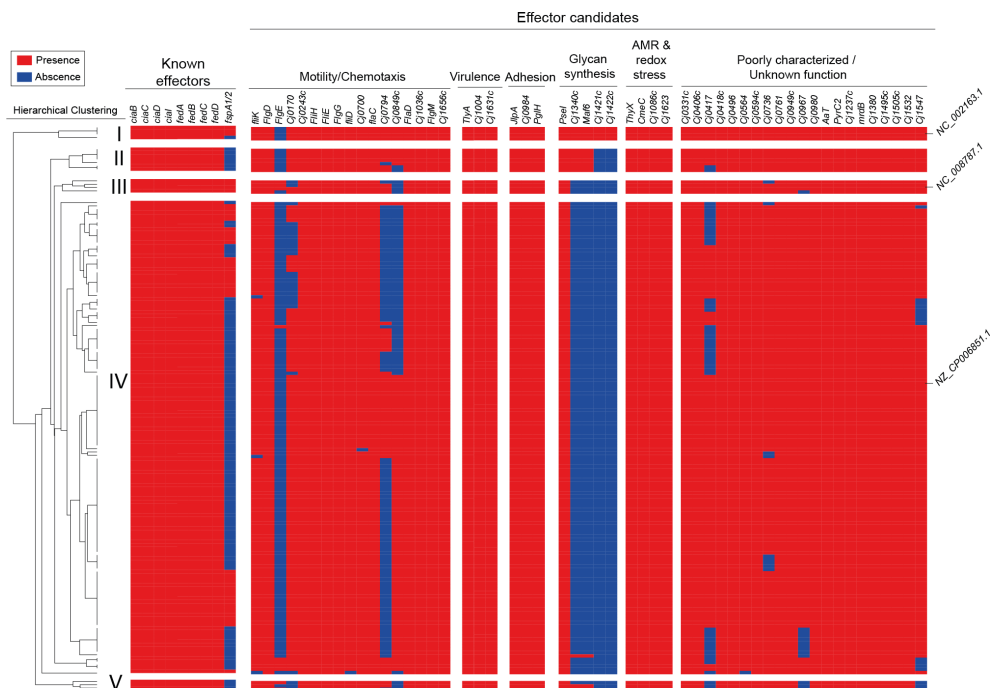 Effector candidates
Presence
Abscence
Known
effectors
Motility/Chemotaxis
Virulence
Adhesion
Glycan
synthesis
AMR &
redox
stress
Poorly characterized /
Unknown function
Hierarchical Clustering
ciaB
ciaC
ciaD
ciaI
fedA
fedB
fedC
fedD
fspA1/2
fliK
FlgD
FlgE
Cj0170
Cj0243c
FliH
FliE
FlgG
fliD
Cj0700
flaC
Cj0794
Cj0849c
FlaD
Cj1036c
FlgM
Cj1656c
TlyA
Cj1004
Cj1631c
JlpA
Cj0984
PglH
PseI
Cj1340c
Maf6
Cj1421c
Cj1422c
ThyX
CmeC
Cj1086c
Cj1623
Cj0331c
Cj0406c
Cj0417
Cj0418c
Cj0496
Cj0564
Cj0594c
Cj0736
Cj0761
Cj0949c
Cj0967
Cj0980
AaT
PyrC2
Cj1237c
mrdB
Cj1380
Cj1495c
Cj1505c
Cj1532
Cj1547
I
NC_002163.1
II
III
NC_008787.1
IV
NZ_CP006851.1
V